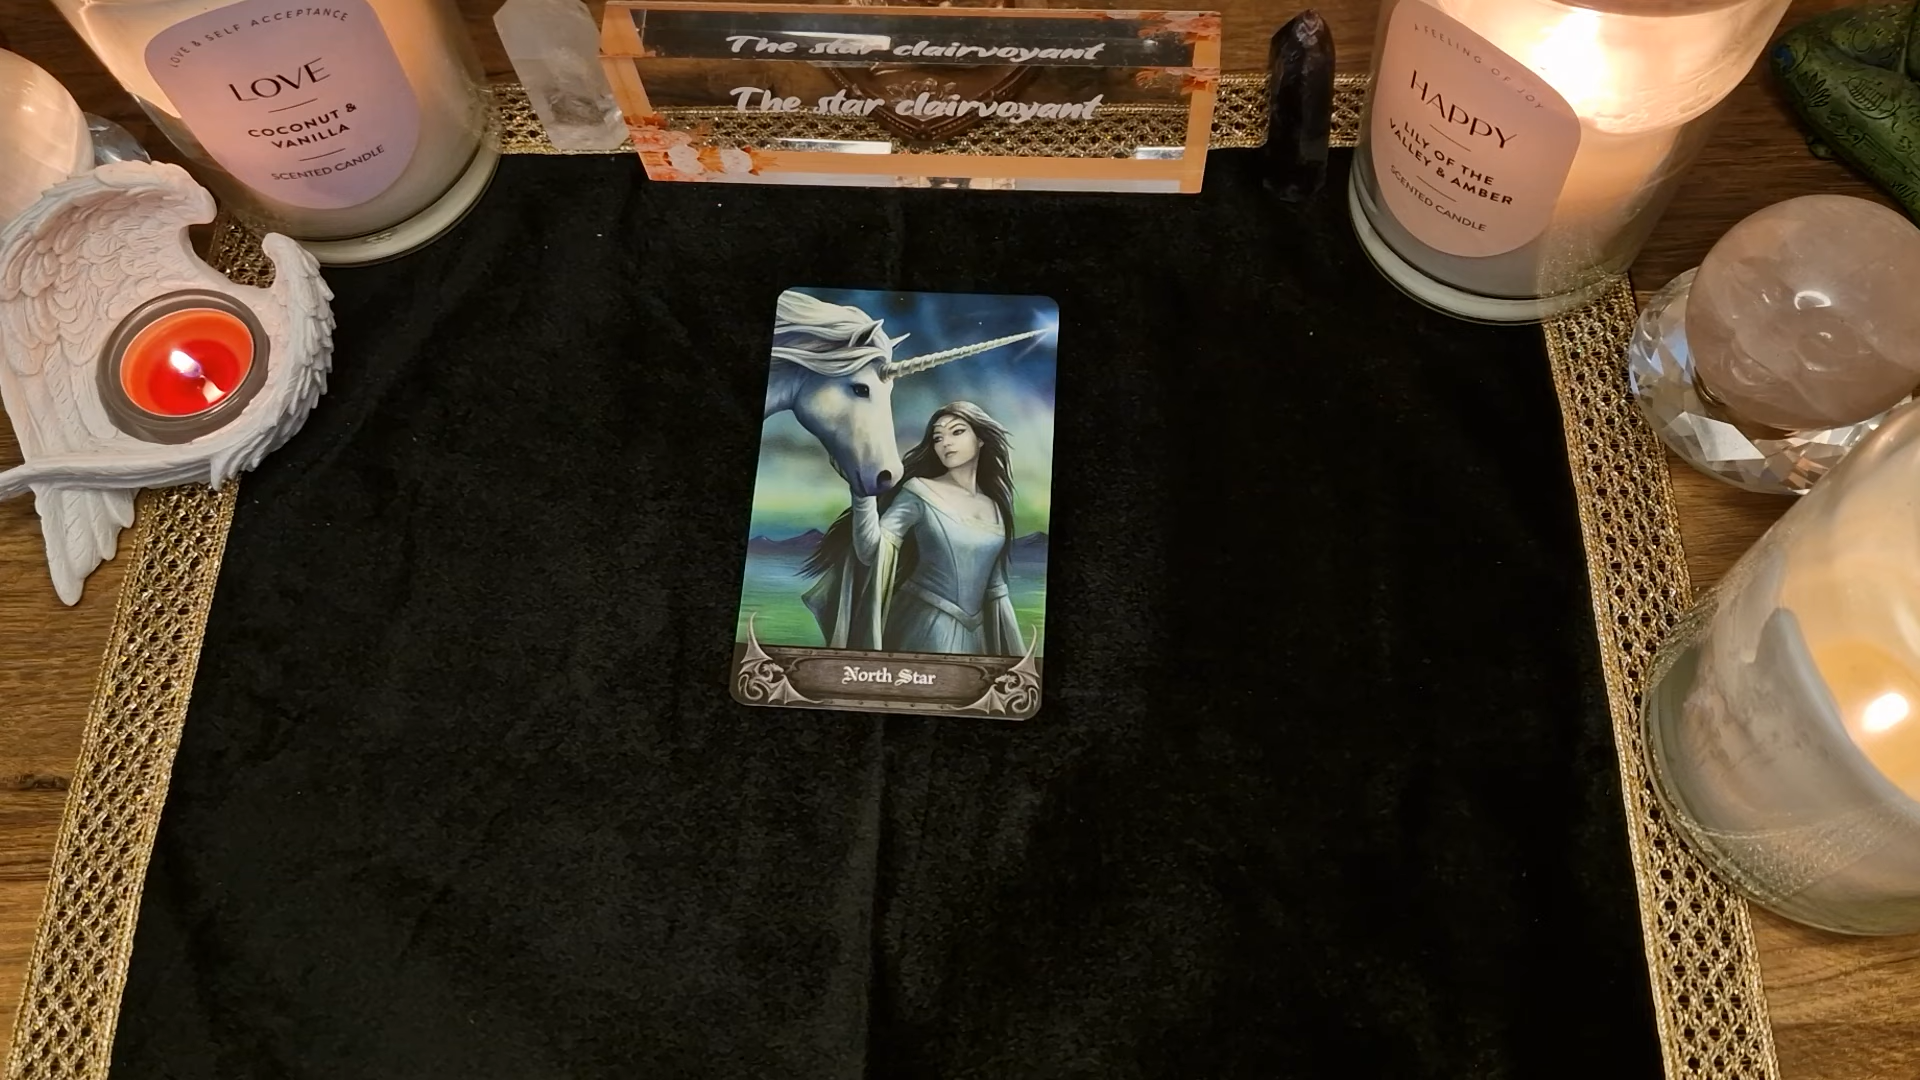 LOVE & SELF ACCEPTANCE
LOVE
COCONUT &
VANILLA
SCENTED CANDLE
The star clairvoyant
The star clairvoyant
A FEELING OF JOY
HAPPY
LILY OF THE
VALLEY & AMBER
SCENTED CANDLE
North Star